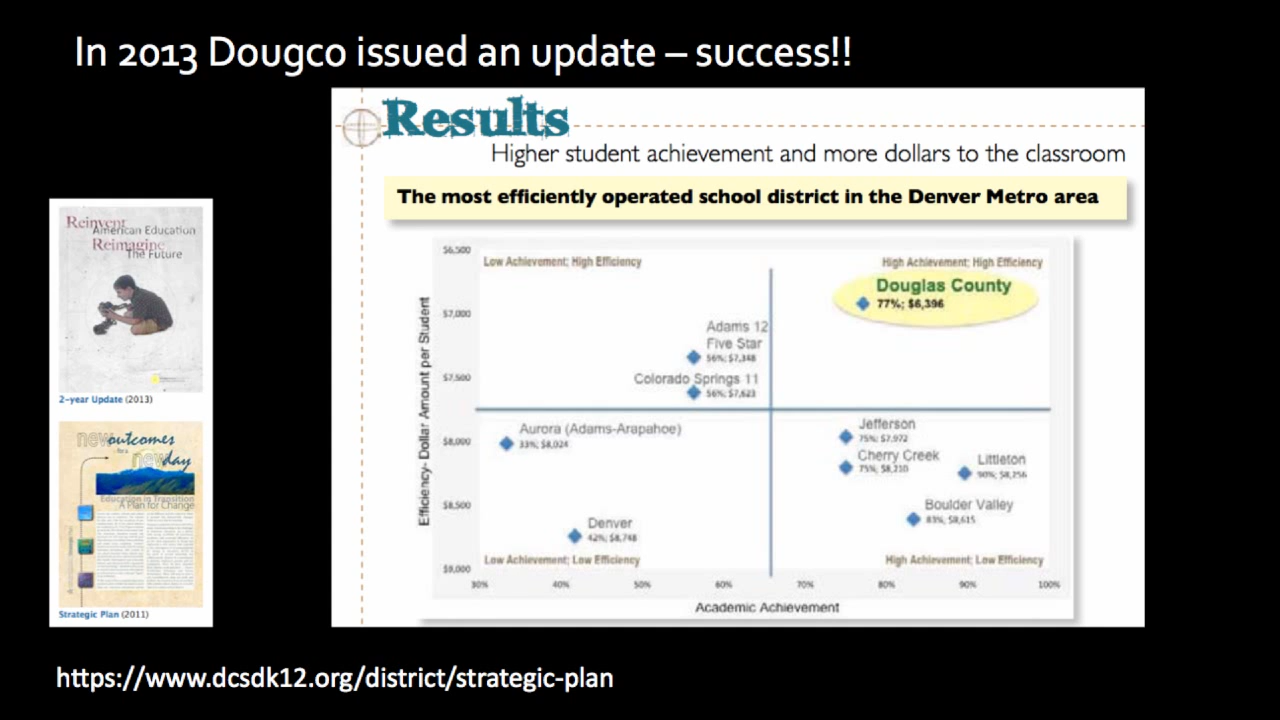 In 2013 Dougco issued an update – success!!
Results
Higher student achievement and more dollars to the classroom
The most efficiently operated school district in the Denver Metro area
Reinvent
American Education
Reimagine
The Future
2-year Update (2013)
new outcomes
for a
new day
Education in Transition
A Plan for Change
Strategic Plan (2011)
Efficiency- Dollar Amount per Student
$6,500
$7,000
$7,500
$8,000
$8,500
$9,000
Low Achievement; High Efficiency
High Achievement; High Efficiency
Douglas County
77%; $6,396
Adams 12
Five Star
56%; $7,348
Colorado Springs 11
56%; $7,623
Aurora (Adams-Arapahoe)
33%; $8,024
Jefferson
75%; $7,972
Cherry Creek
75%; $8,210
Littleton
90%; $8,256
Boulder Valley
83%; $8,615
Denver
42%; $8,748
Low Achievement; Low Efficiency
High Achievement; Low Efficiency
30% 40% 50% 60% 70% 80% 90% 100%
Academic Achievement
https://www.dcsdk12.org/district/strategic-plan